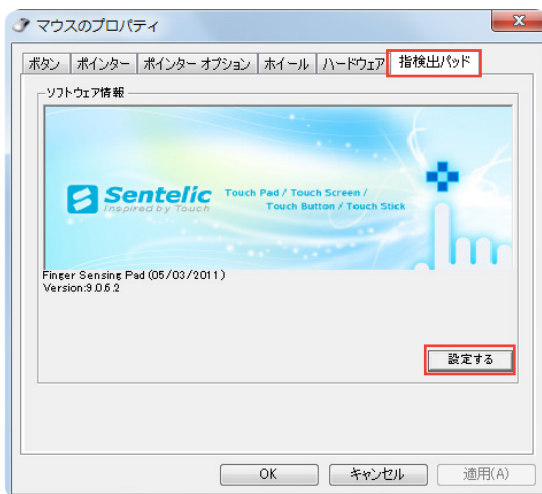 マウスのプロパティ
ボタン ポインター ポインター オプション ホイール ハードウェア 指検出パッド
ソフトウェア情報
Sentelic
Inspired by Touch
Touch Pad / Touch Screen /
Touch Button / Touch Stick
Finger Sensing Pad (05/03/2011)
Version:9.0.6.2
設定する
OK キャンセル 適用(A)